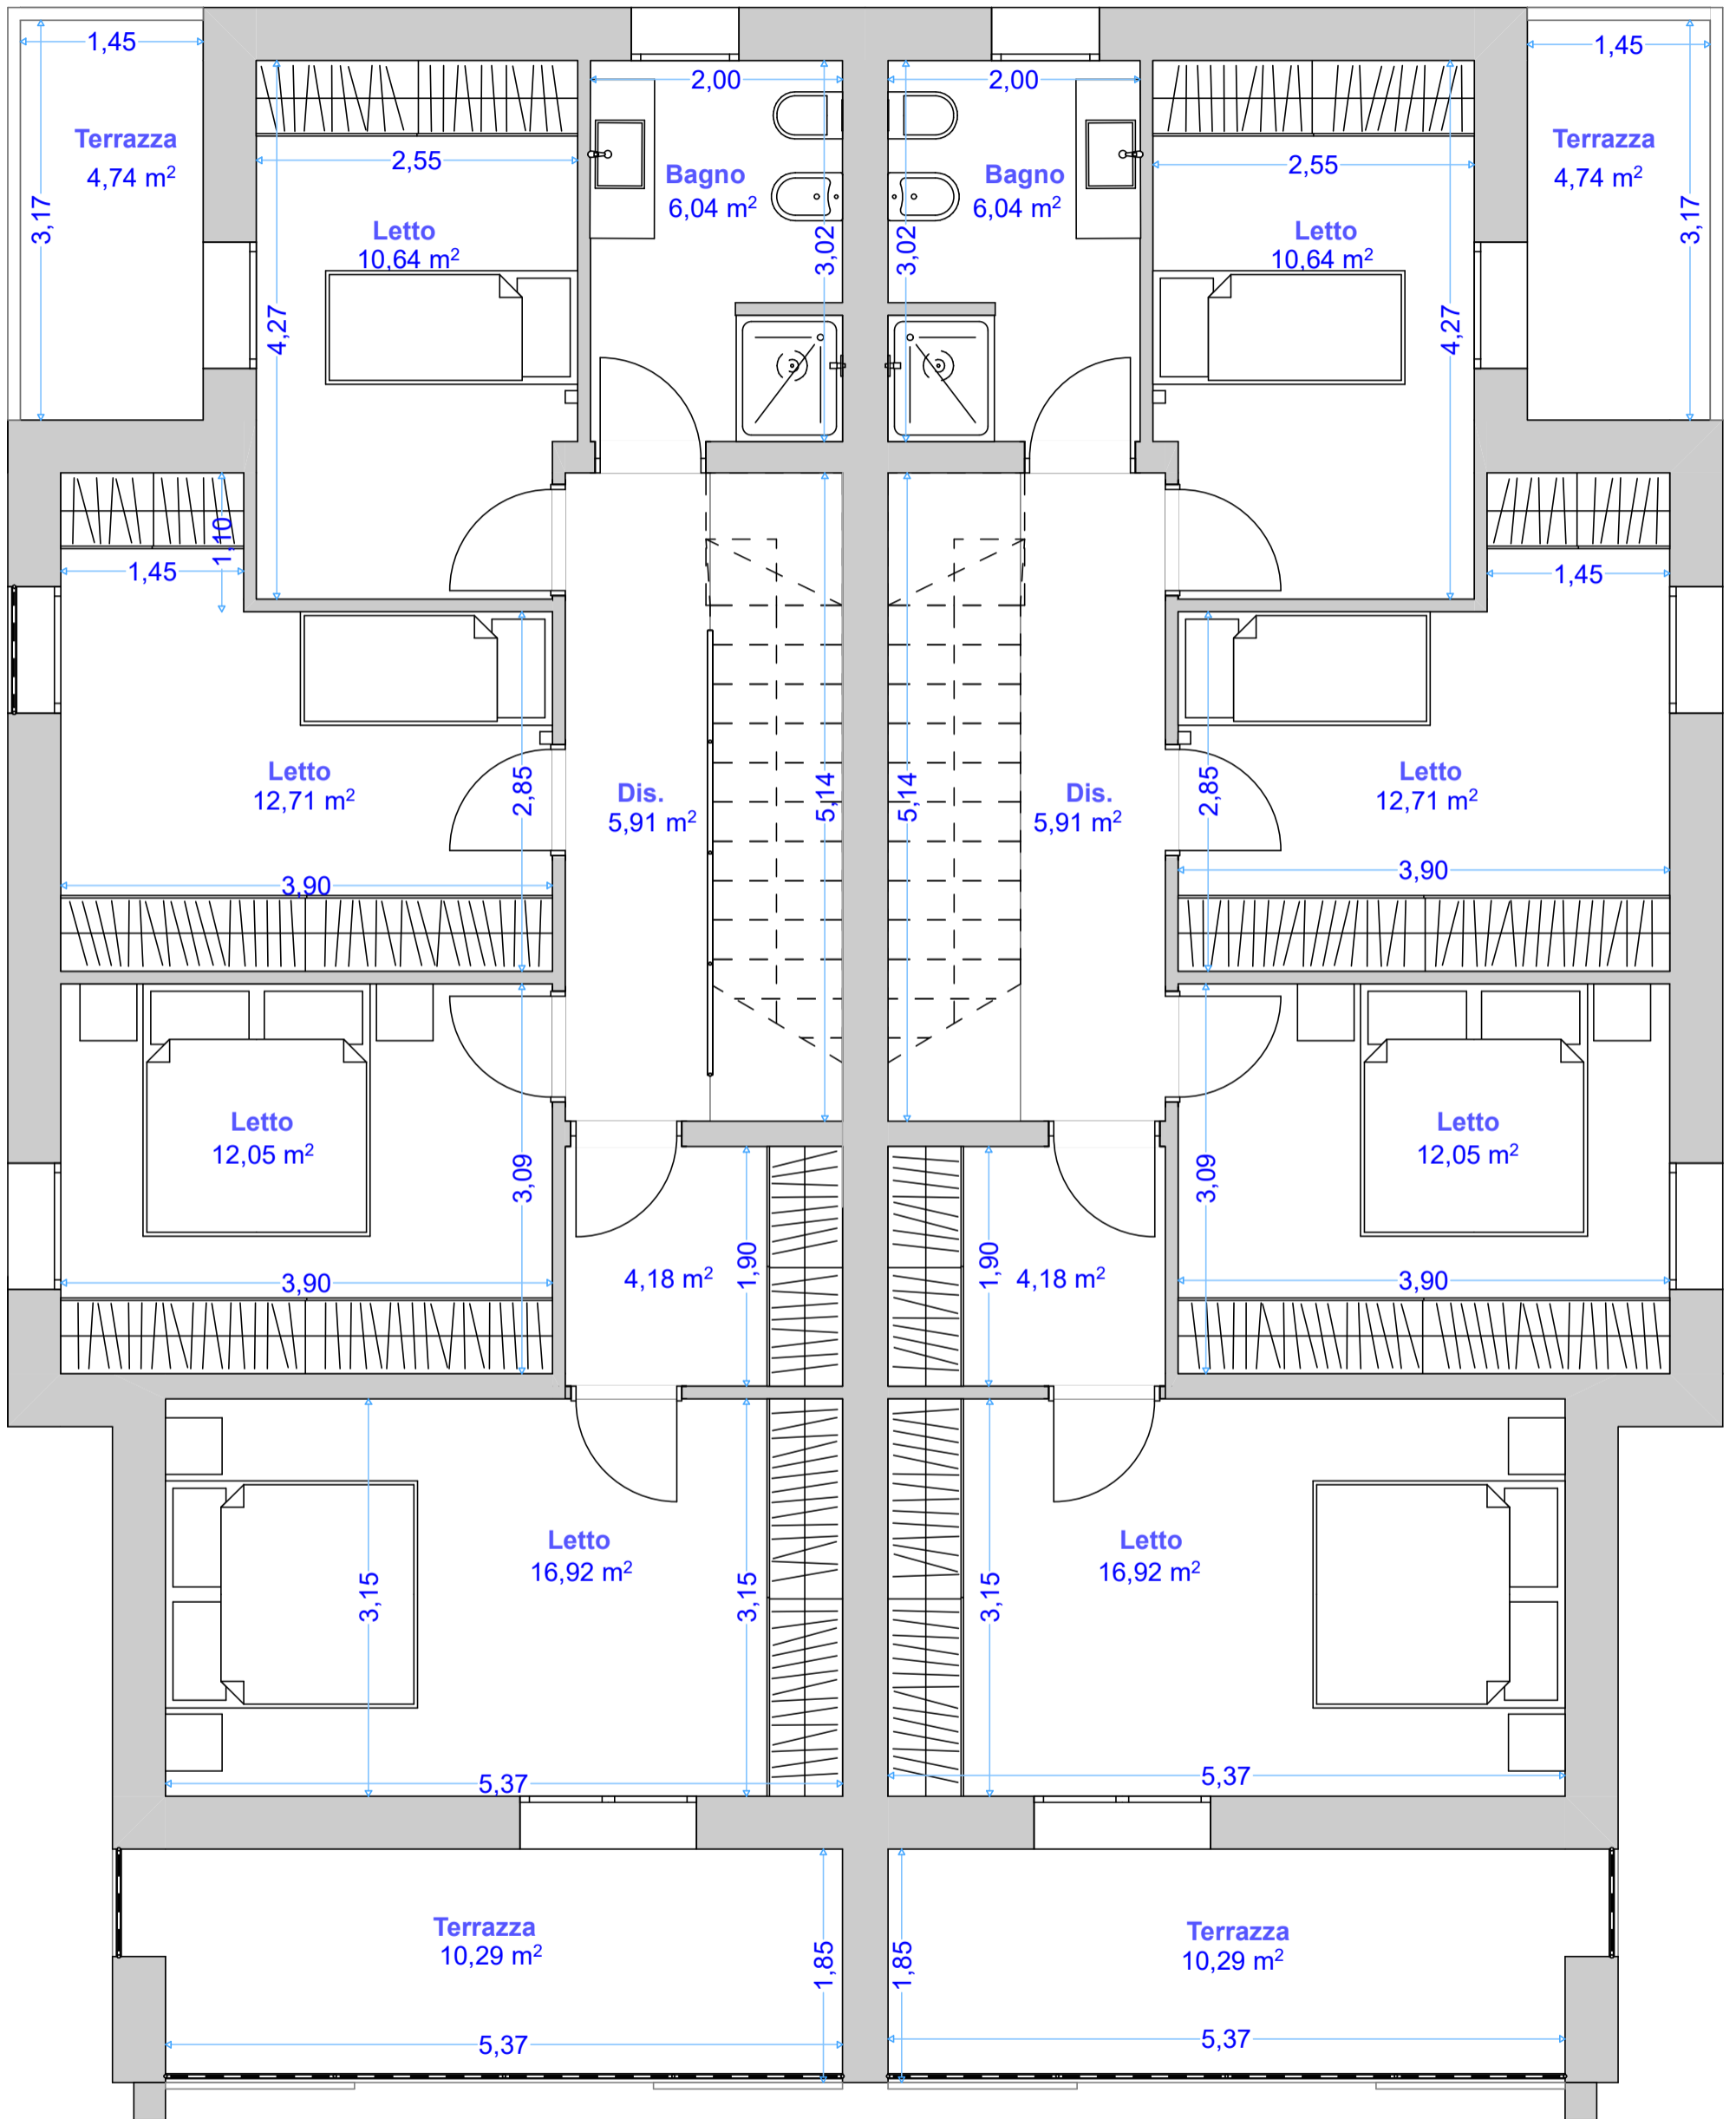 1,45
2,00
2,00
1,45
Terrazza
4,74 m²
2,55
Bagno
6,04 m²
Bagno
6,04 m²
2,55
Terrazza
4,74 m²
3,17
Letto
10,64 m²
3,02
3,02
Letto
10,64 m²
3,17
4,27
4,27
1,10
1,45
1,45
Letto
12,71 m²
2,85
Dis.
5,91 m²
5,14
5,14
Dis.
5,91 m²
2,85
Letto
12,71 m²
3,90
3,90
Letto
12,05 m²
3,09
3,09
Letto
12,05 m²
3,90
4,18 m²
1,90
1,90
4,18 m²
3,90
3,15
Letto
16,92 m²
3,15
3,15
Letto
16,92 m²
5,37
5,37
Terrazza
10,29 m²
1,85
1,85
Terrazza
10,29 m²
5,37
5,37